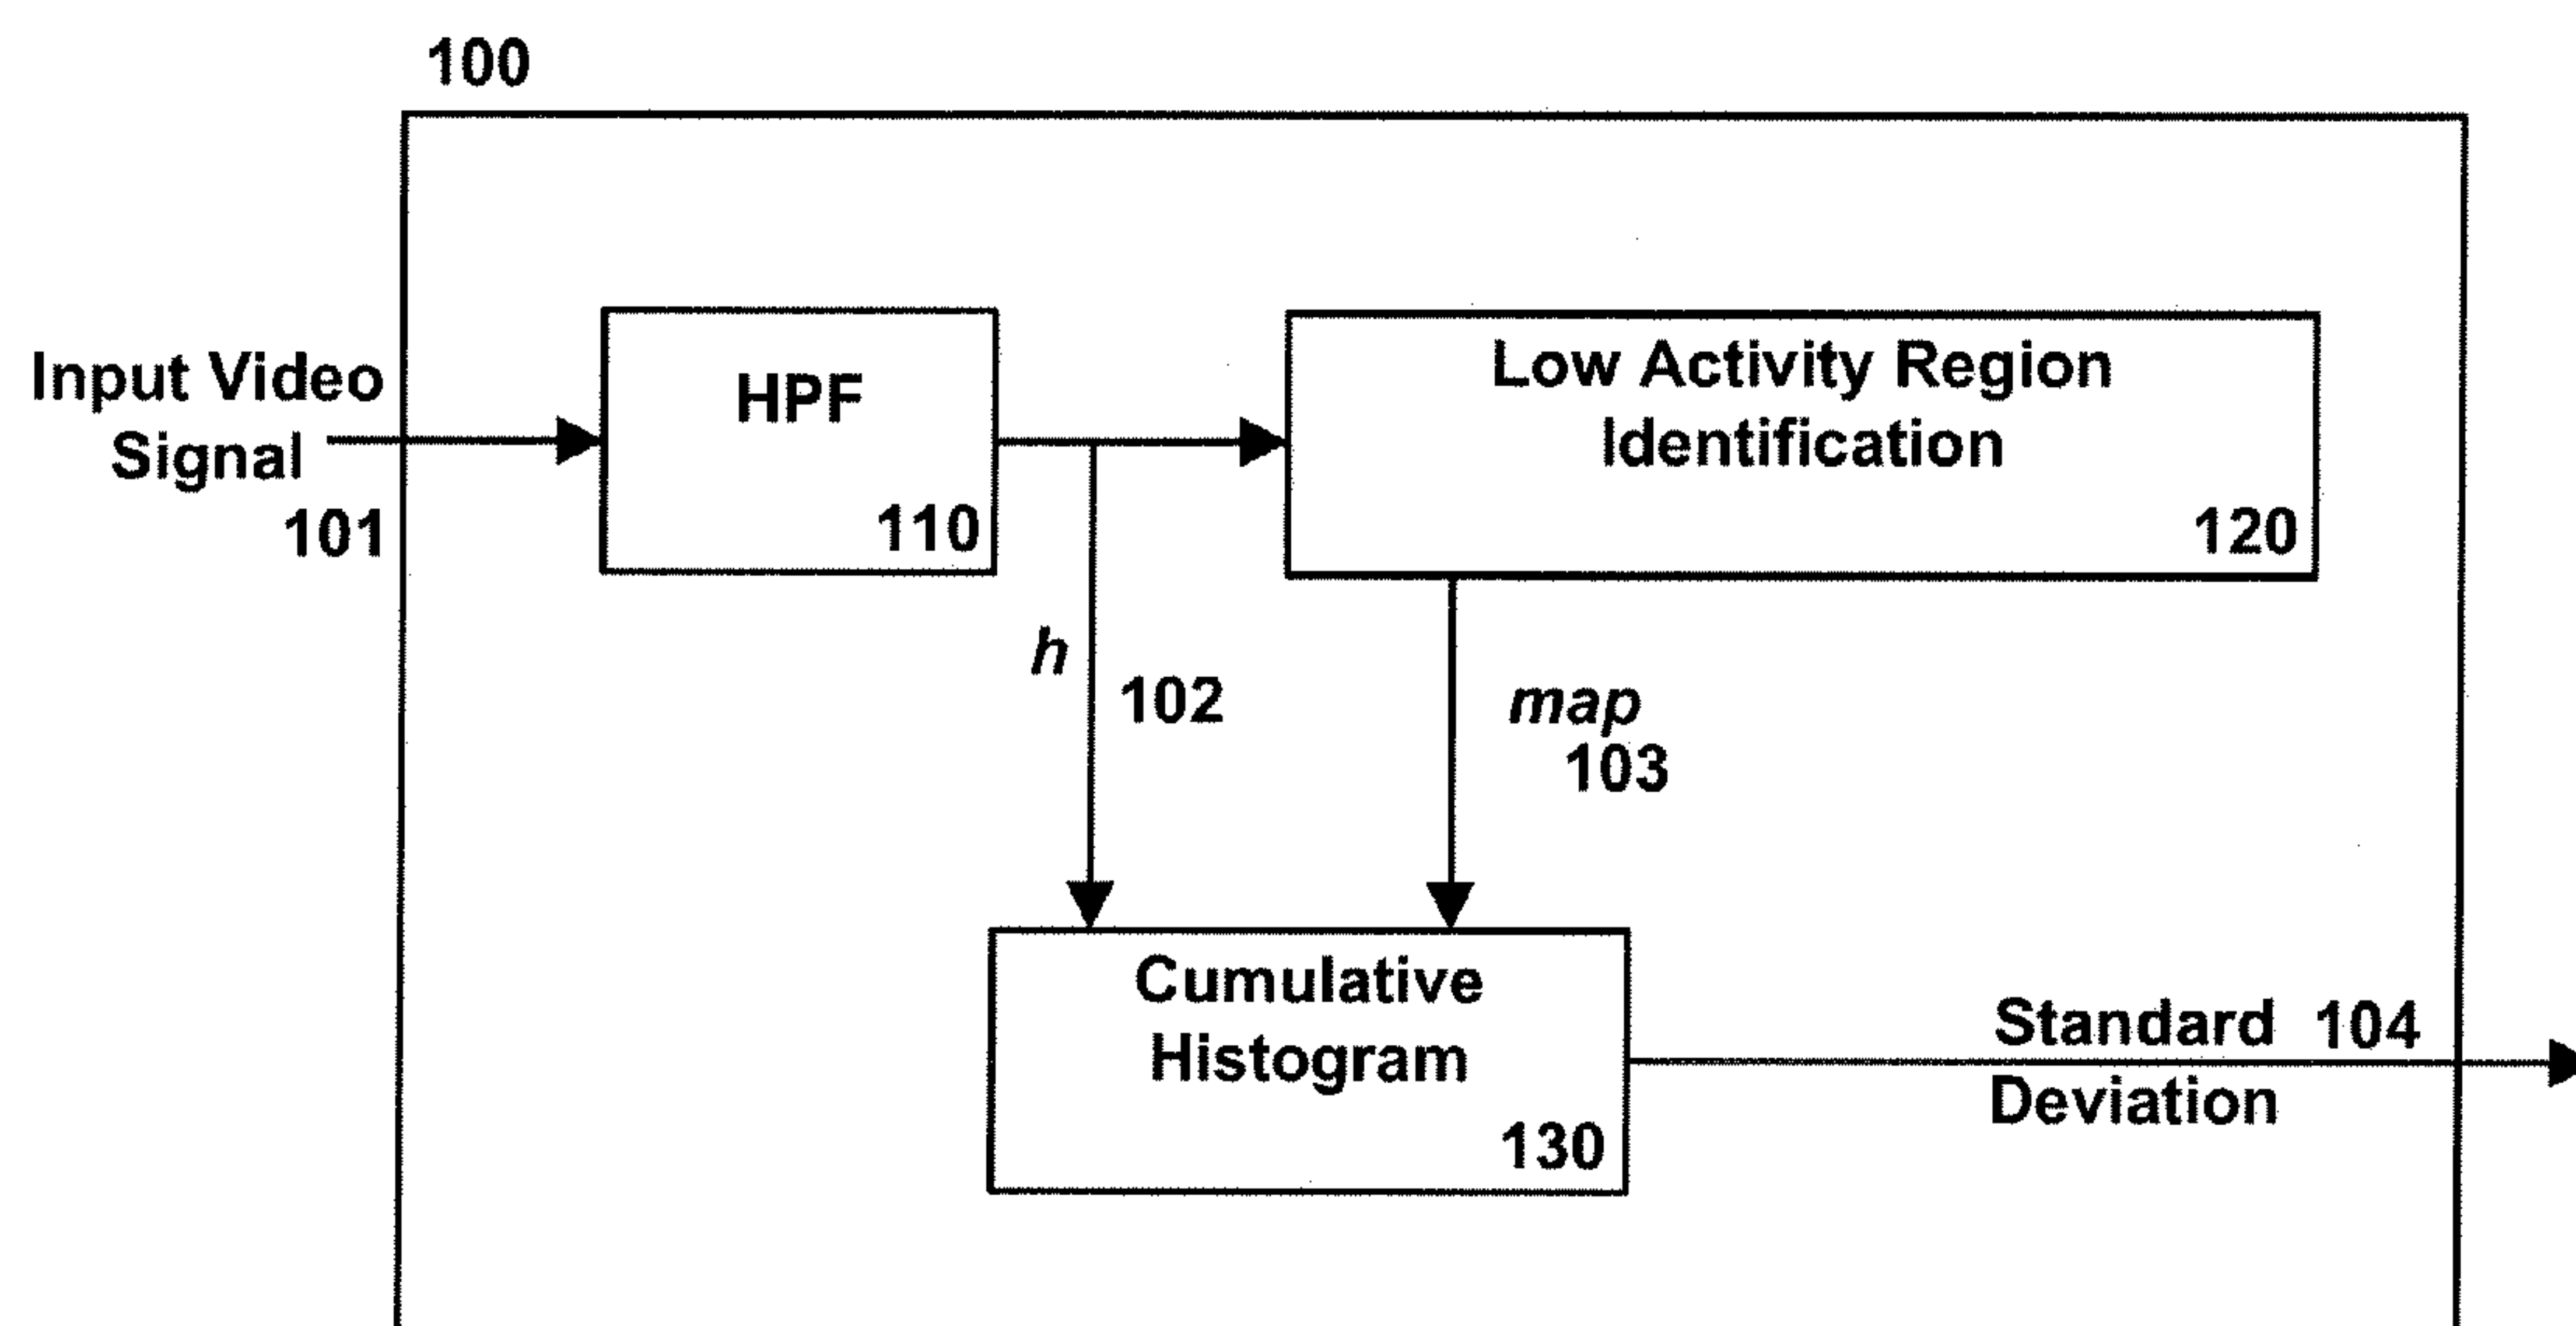 100
Input Video
Signal
101
HPF
110
Low Activity Region
Identification
120
h
102
map
103
Cumulative
Histogram
130
Standard 104
Deviation